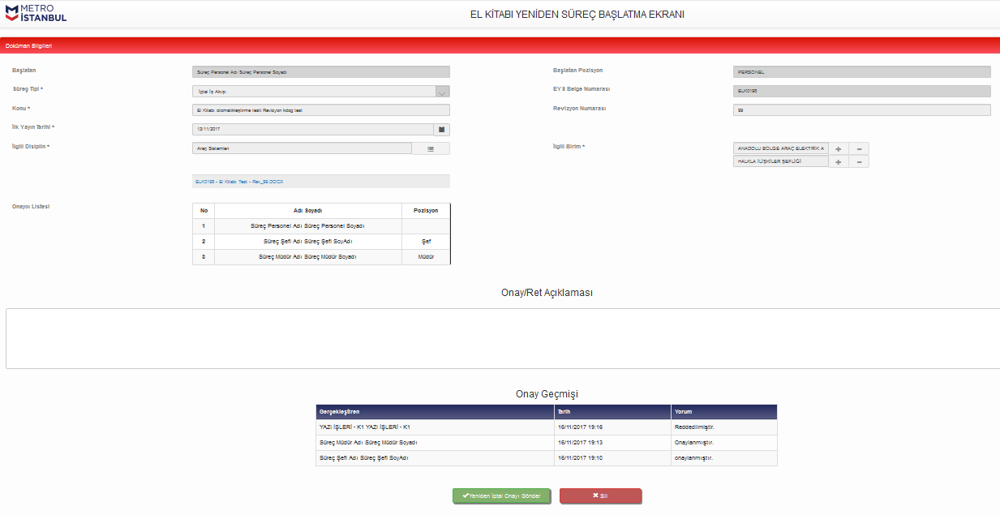 METRO
İSTANBUL
EL KİTABI YENİDEN SÜREÇ BAŞLATMA EKRANI
Doküman Bilgileri
Başlatan
Süreç Personel Adı Süreç Personel Soyadı
Başlatan Pozisyon
PERSONEL
Süreç Tipi *
İptal İş Akışı
EYS Belge Numarası
ELK0195
Konu *
El Kitabı otomatikleştirme testi Revizyon kdog test
Revizyon Numarası
99
İlk Yayın Tarihi *
13/11/2017
İlgili Disiplin *
Araç Sistemleri
İlgili Birim *
ANADOLU BÖLGE ARAÇ ELEKTRİK A
HALKLA İLİŞKİLER ŞEFLİĞİ
ELK0195 - El Kitabı Test - Rev_99.DOCX
Onaycı Listesi
No Adı Soyadı Pozisyon
1 Süreç Personel Adı Süreç Personel Soyadı
2 Süreç Şefi Adı Süreç Şefi SoyAdı Şef
3 Süreç Müdür Adı Süreç Müdür Soyadı Müdür
Onay/Ret Açıklaması
Onay Geçmişi
Gerçekleştiren Tarih Yorum
YAZI İŞLERİ - K1 YAZI İŞLERİ - K1 16/11/2017 19:16 Reddedilmiştir.
Süreç Müdür Adı Süreç Müdür Soyadı 16/11/2017 19:13 Onaylanmıştır.
Süreç Şefi Adı Süreç Şefi SoyAdı 16/11/2017 19:10 onaylanmıştır.
Yeniden İptal Onayı Gönder
Sil